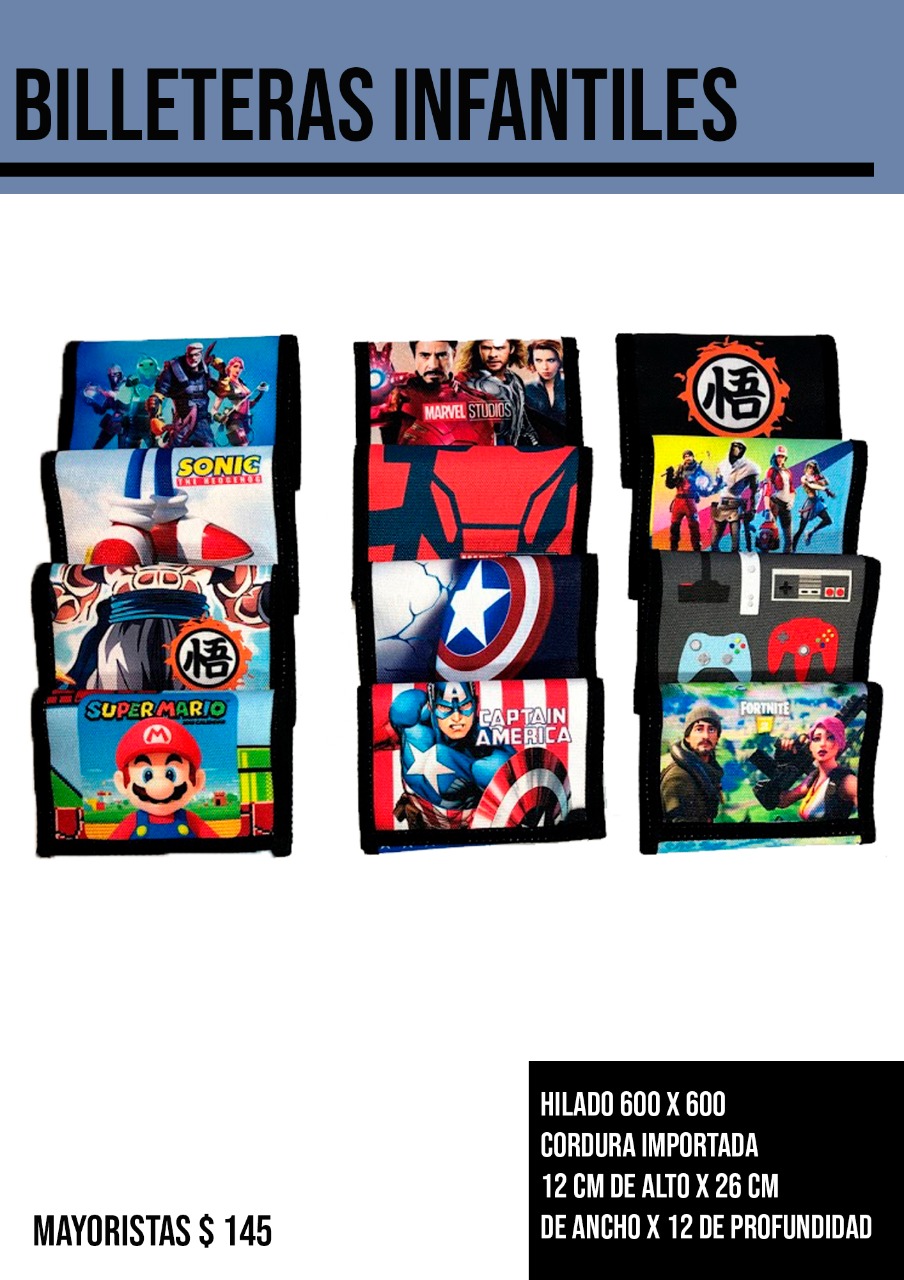 BILLETERAS INFANTILES
SONIC
THE HEDGEHOG
悟
SUPER MARIO
M
MARVEL STUDIOS
CAPTAIN
AMERICA
悟
FORTNITE
2
MAYORISTAS $ 145
HILADO 600 X 600
CORDURA IMPORTADA
12 CM DE ALTO X 26 CM
DE ANCHO X 12 DE PROFUNDIDAD